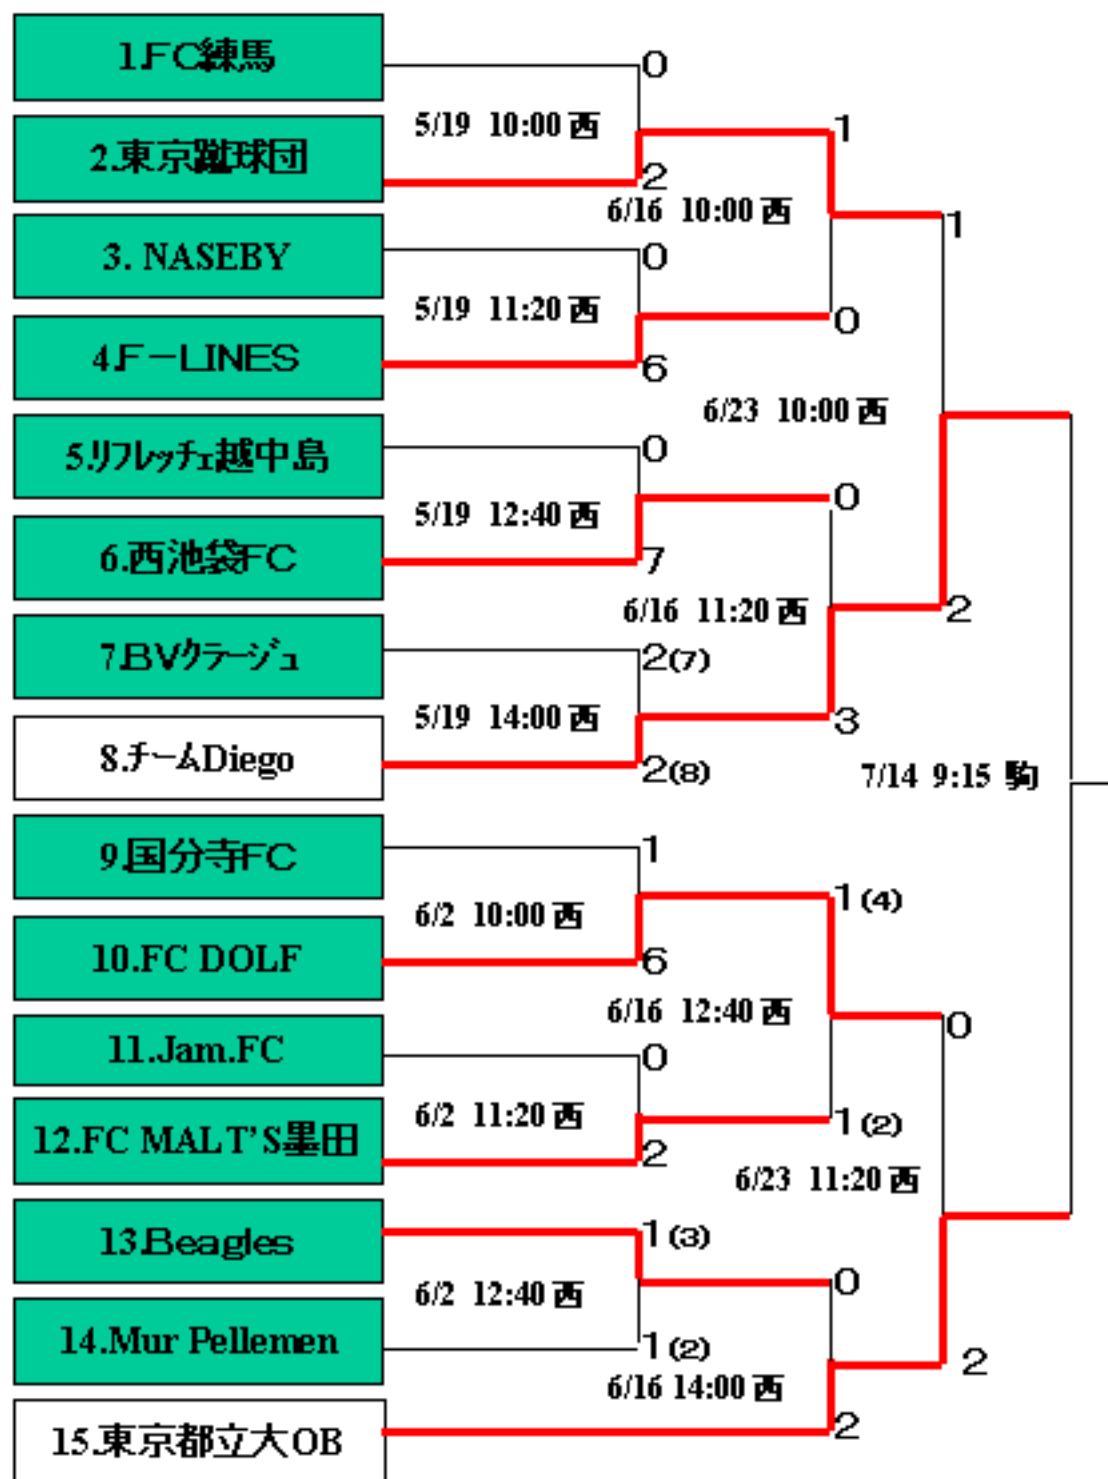 1.FC練馬
0
5/19 10:00 西
1
2.東京蹴球団
2
6/16 10:00 西
1
3. NASEBY
0
5/19 11:20 西
0
4.F－LINES
6
6/23 10:00 西
5.リフレッチェ越中島
0
5/19 12:40 西
0
6.西池袋FC
7
6/16 11:20 西
2
7.BVクラージュ
2(7)
5/19 14:00 西
3
8.チームDiego
2(8)
7/14 9:15 駒
9.国分寺FC
1
6/2 10:00 西
1(4)
10.FC DOLF
6
6/16 12:40 西
0
11.Jam.FC
0
6/2 11:20 西
1(2)
12.FC MALT'S墨田
2
6/23 11:20 西
13.Beagles
1(3)
6/2 12:40 西
0
14.Mur Pellemen
1(2)
6/16 14:00 西
2
15.東京都立大OB
2